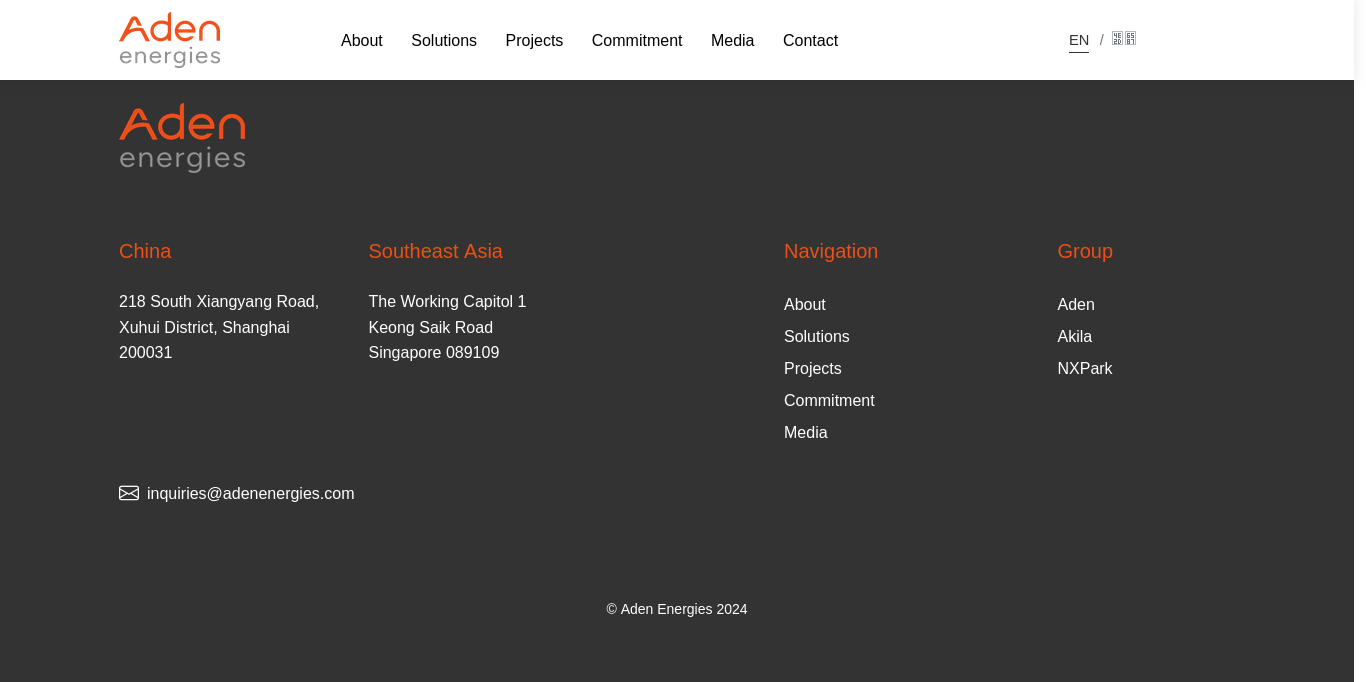 Aden
energies
About Solutions Projects Commitment Media Contact
EN /
Aden
energies
China
218 South Xiangyang Road,
Xuhui District, Shanghai
200031
Southeast Asia
The Working Capitol 1
Keong Saik Road
Singapore 089109
Navigation
About
Solutions
Projects
Commitment
Media
Group
Aden
Akila
NXPark
inquiries@adenenergies.com
© Aden Energies 2024